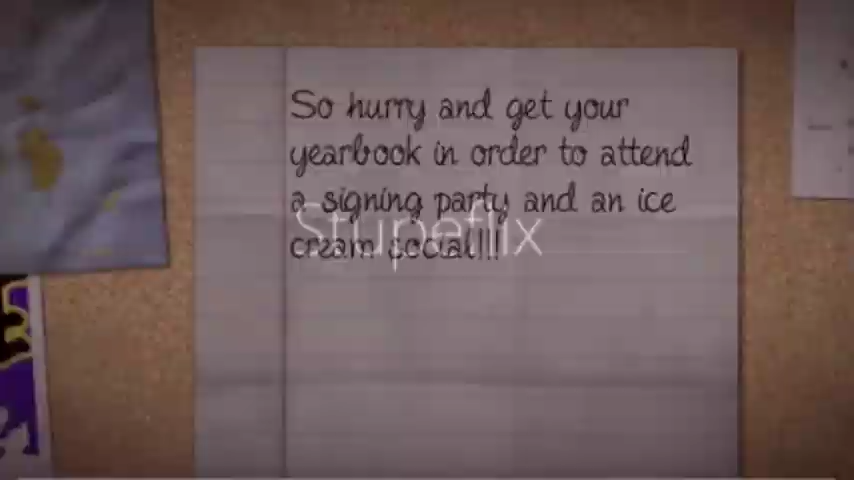 So hurry and get your
yearbook in order to attend
a signing party and an ice
cream social!!!
Stupeflix